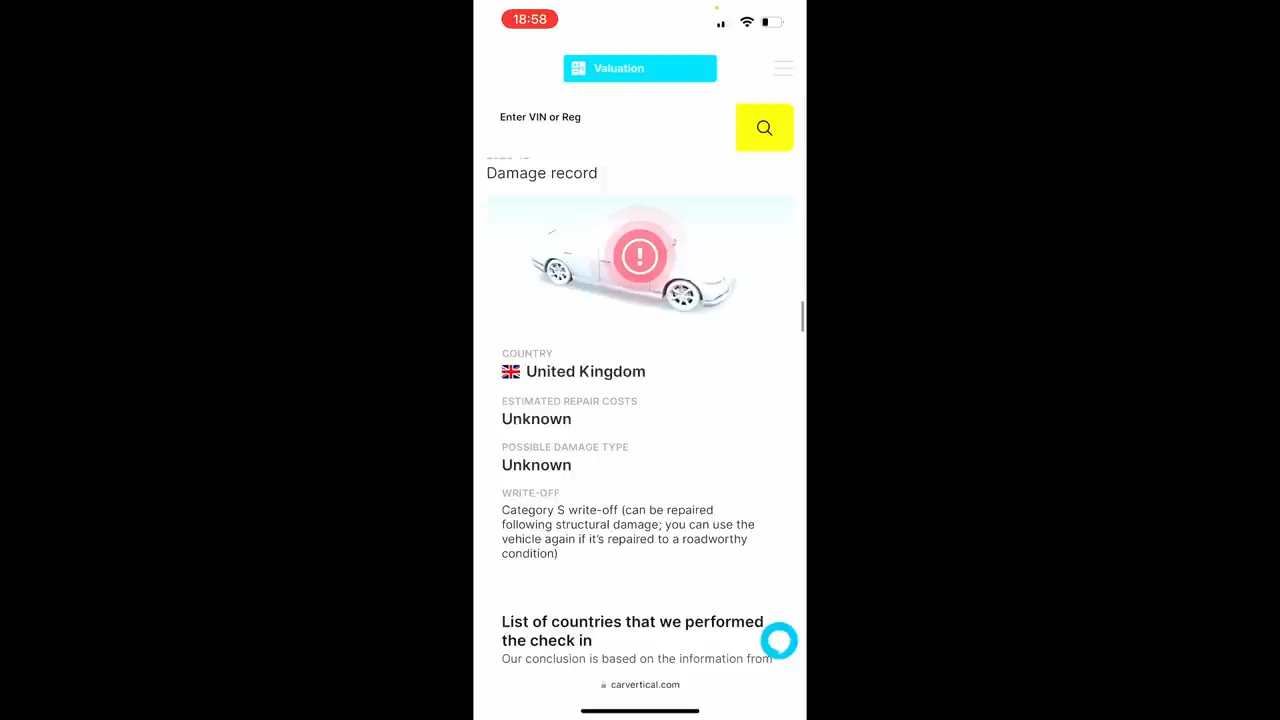 18:58
Valuation
Enter VIN or Reg
Damage record
COUNTRY
United Kingdom
ESTIMATED REPAIR COSTS
Unknown
POSSIBLE DAMAGE TYPE
Unknown
WRITE-OFF
Category S write-off (can be repaired
following structural damage; you can use the
vehicle again if it's repaired to a roadworthy
condition)
List of countries that we performed
the check in
Our conclusion is based on the information from
carvertical.com